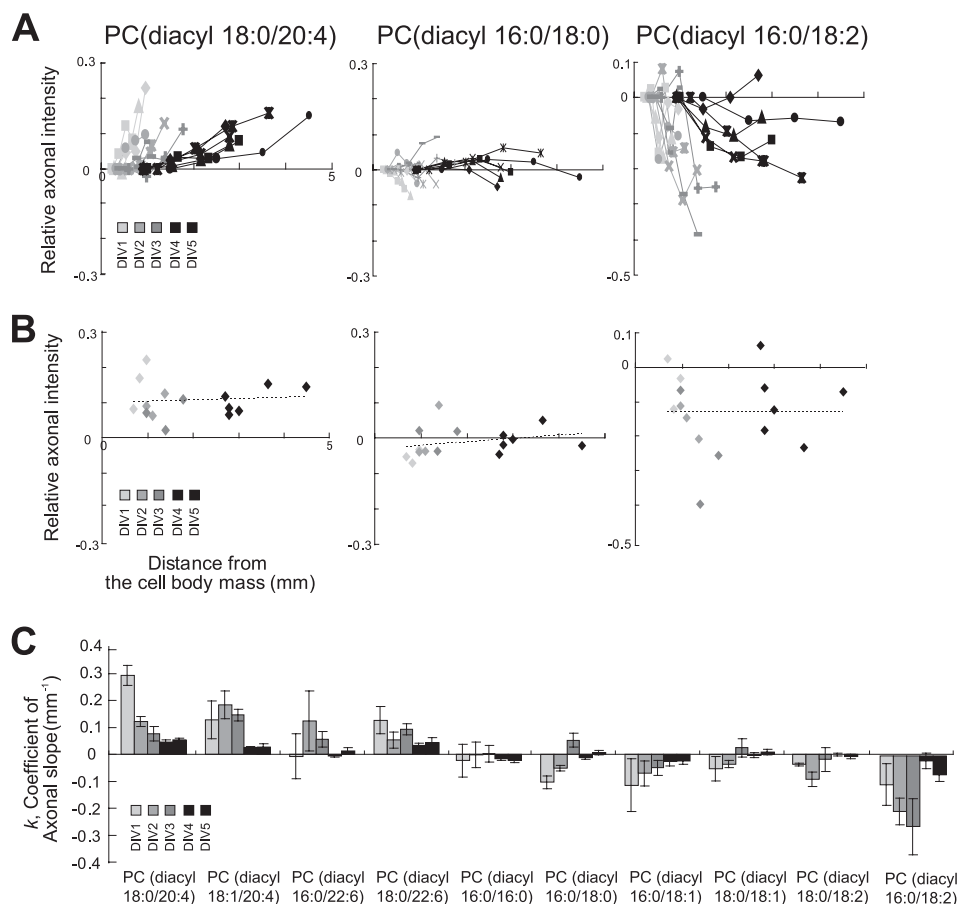 A
PC(diacyl 18:0/20:4)
PC(diacyl 16:0/18:0)
PC(diacyl 16:0/18:2)
Relative axonal intensity
0.3
0
-0.3
5
DIV1
DIV2
DIV3
DIV4
DIV5
0.3
0
-0.3
0.1
0
-0.5
B
Relative axonal intensity
0.3
0
-0.3
5
DIV1
DIV2
DIV3
DIV4
DIV5
Distance from
the cell body mass (mm)
0.3
0
-0.3
0.1
0
-0.5
C
k, Coefficient of
Axonal slope (mm⁻¹)
0.4
0.3
0.2
0.1
0
-0.1
-0.2
-0.3
-0.4
DIV1
DIV2
DIV3
DIV4
DIV5
PC (diacyl
18:0/20:4)
PC (diacyl
18:1/20:4)
PC (diacyl
16:0/22:6)
PC (diacyl
18:0/22:6)
PC (diacyl
16:0/16:0)
PC (diacyl
16:0/18:0)
PC (diacyl
16:0/18:1)
PC (diacyl
18:0/18:1)
PC (diacyl
18:0/18:2)
PC (diacyl
16:0/18:2)